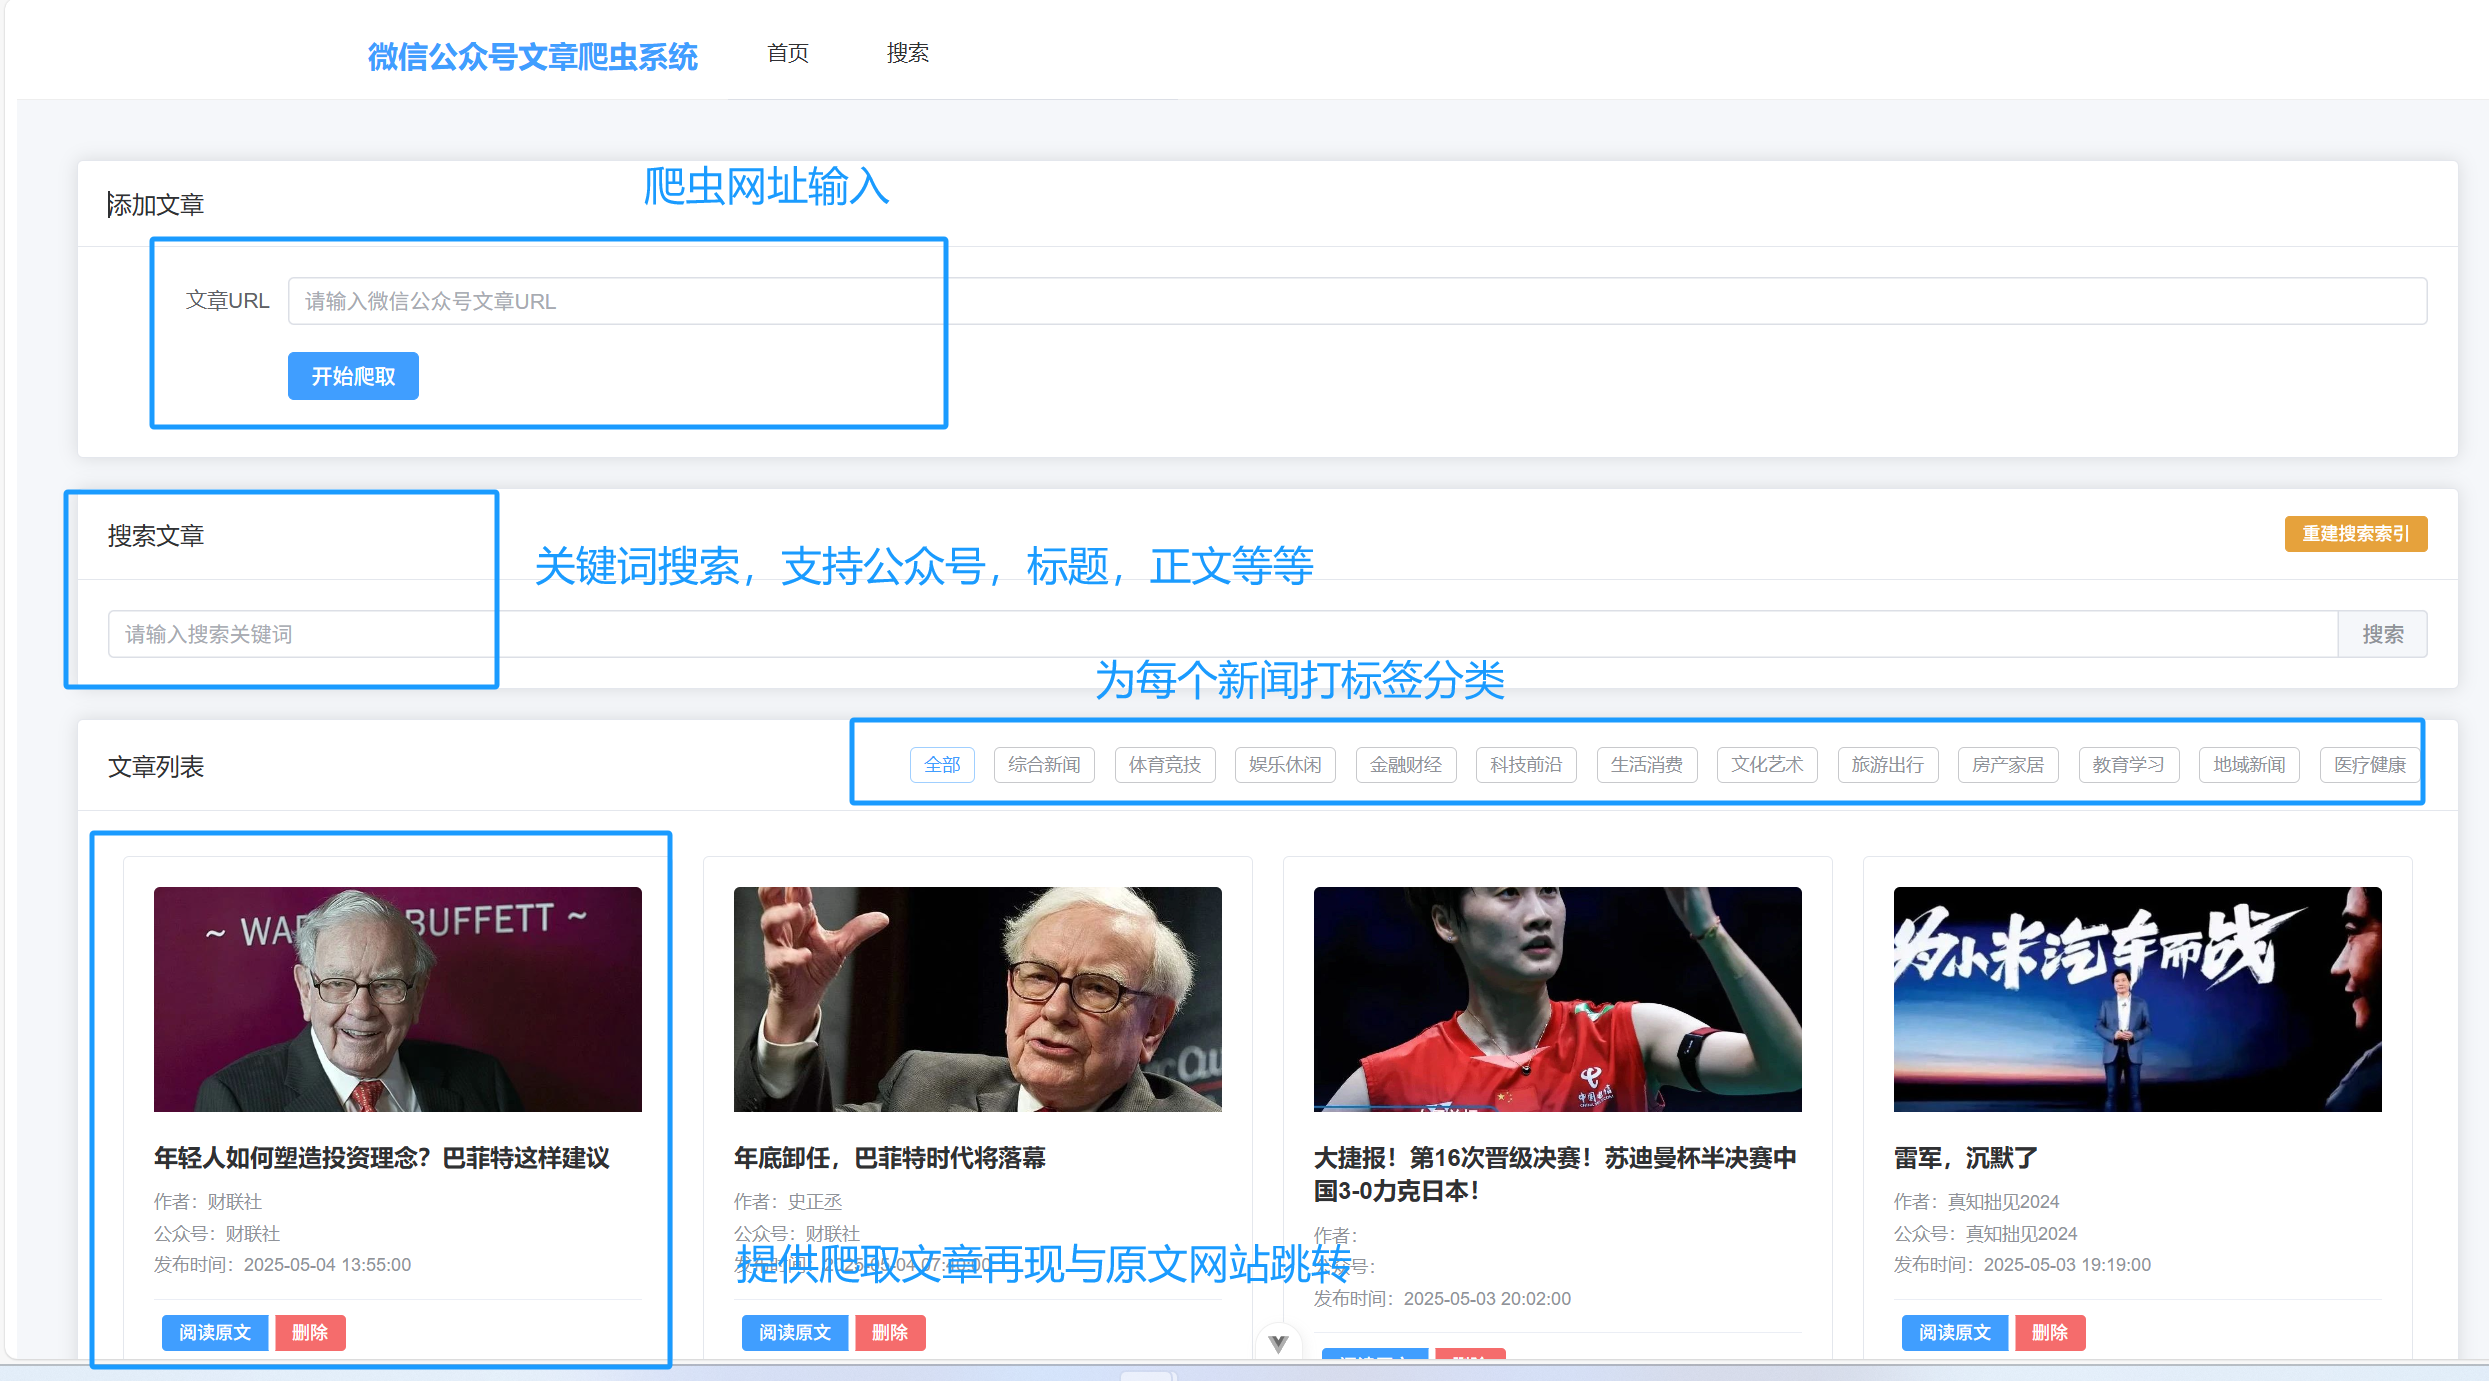 微信公众号文章爬虫系统 首页 搜索
爬虫网址输入
添加文章
文章URL 请输入微信公众号文章URL
开始爬取
搜索文章
重建搜索索引
关键词搜索，支持公众号，标题，正文等等
请输入搜索关键词 搜索
为每个新闻打标签分类
文章列表 全部 综合新闻 体育竞技 娱乐休闲 金融财经 科技前沿 生活消费 文化艺术 旅游出行 房产家居 教育学习 地域新闻 医疗健康
~ WAR BUFFETT ~
为小米汽车而战
中国电信
年轻人如何塑造投资理念？巴菲特这样建议
作者：财联社
公众号：财联社
发布时间：2025-05-04 13:55:00
阅读原文 删除
年底卸任，巴菲特时代将落幕
作者：史正丞
公众号：财联社
发布时间：2025-05-04 07:40:00
提供爬取文章再现与原文网站跳转
阅读原文 删除
大捷报！第16次晋级决赛！苏迪曼杯半决赛中
国3-0力克日本！
作者：
公众号：
发布时间：2025-05-03 20:02:00
雷军，沉默了
作者：真知拙见2024
公众号：真知拙见2024
发布时间：2025-05-03 19:19:00
阅读原文 删除